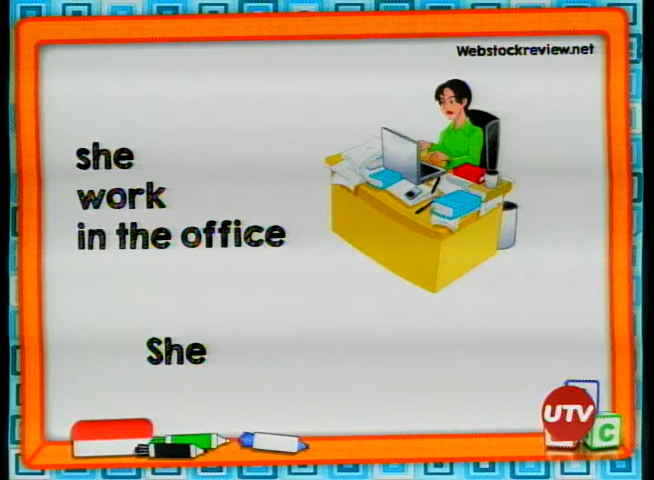 Webstockreview.net
she
work
in the office
She
UTV
C